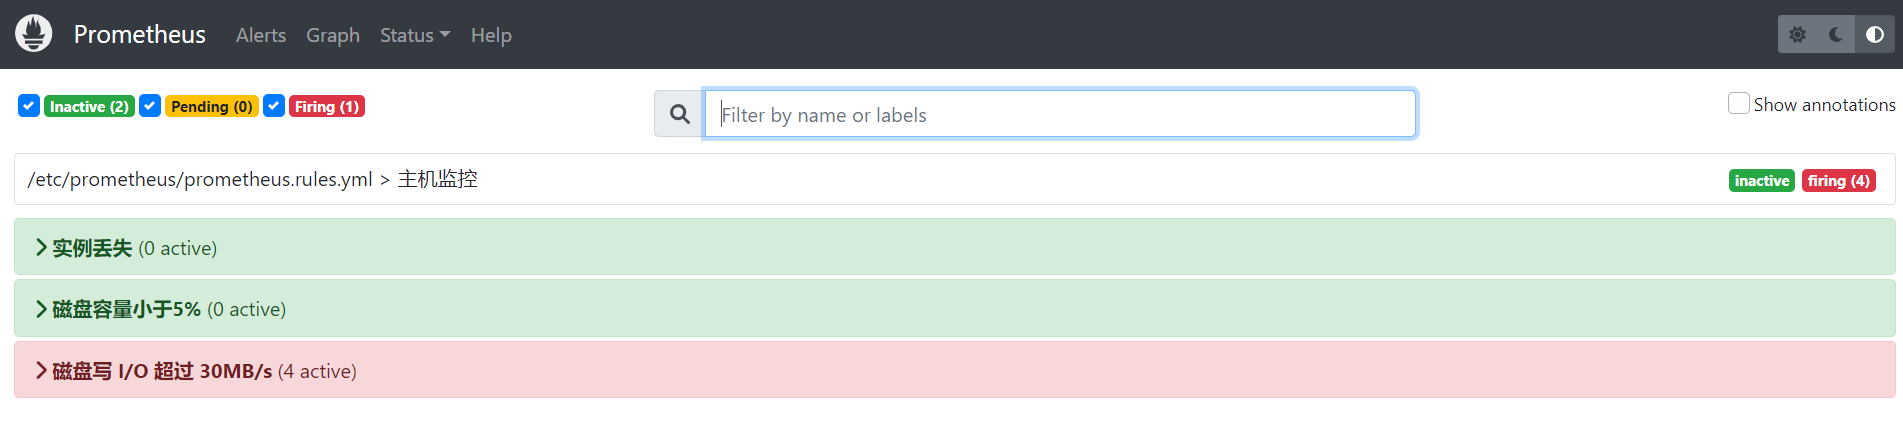 Prometheus Alerts Graph Status Help
Inactive (2) Pending (0) Firing (1) Filter by name or labels Show annotations
/etc/prometheus/prometheus.rules.yml > 主机监控 inactive firing (4)
实例丢失 (0 active)
磁盘容量小于5% (0 active)
磁盘写 I/O 超过 30MB/s (4 active)